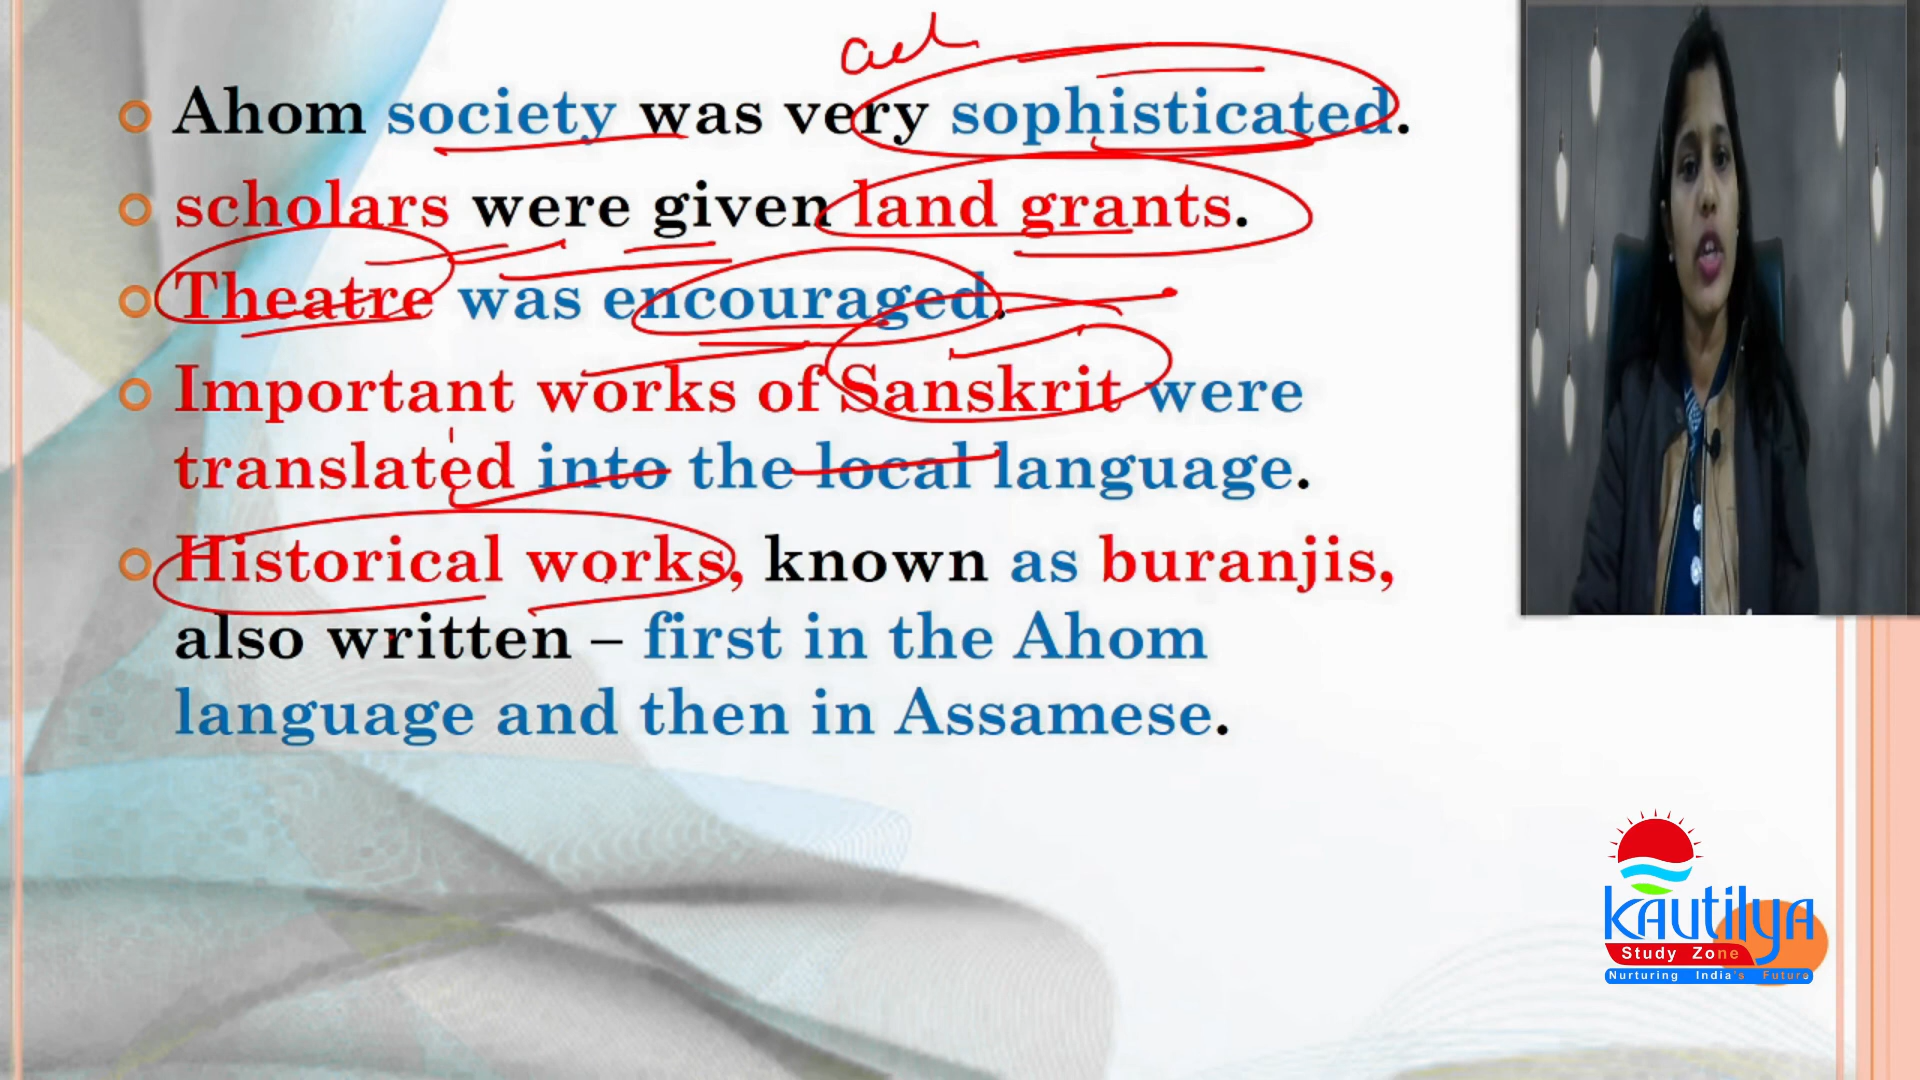 Ahom society was very sophisticated.
scholars were given land grants.
Theatre was encouraged.
Important works of Sanskrit were
translated into the local language.
Historical works, known as buranjis,
also written – first in the Ahom
language and then in Assamese.
kAutilyA
Study Zone
Nurturing India's Future